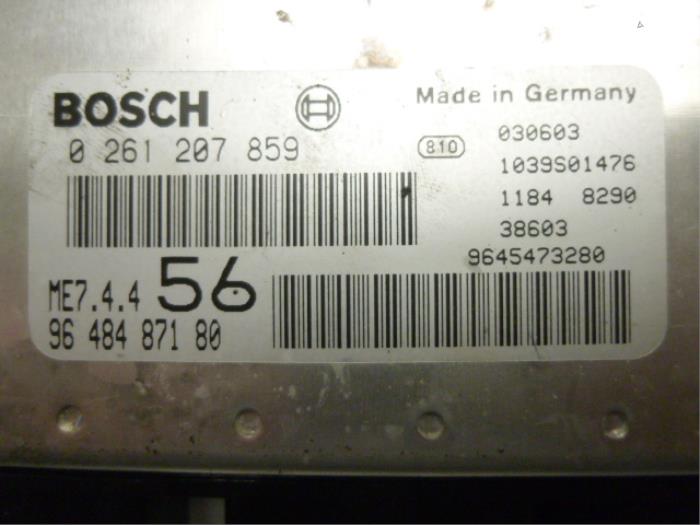 BOSCH
Made in Germany
0 261 207 859
810
030603
1039S01476
1184 8290
38603
9645473280
ME7.4.4 56
96 484 871 80